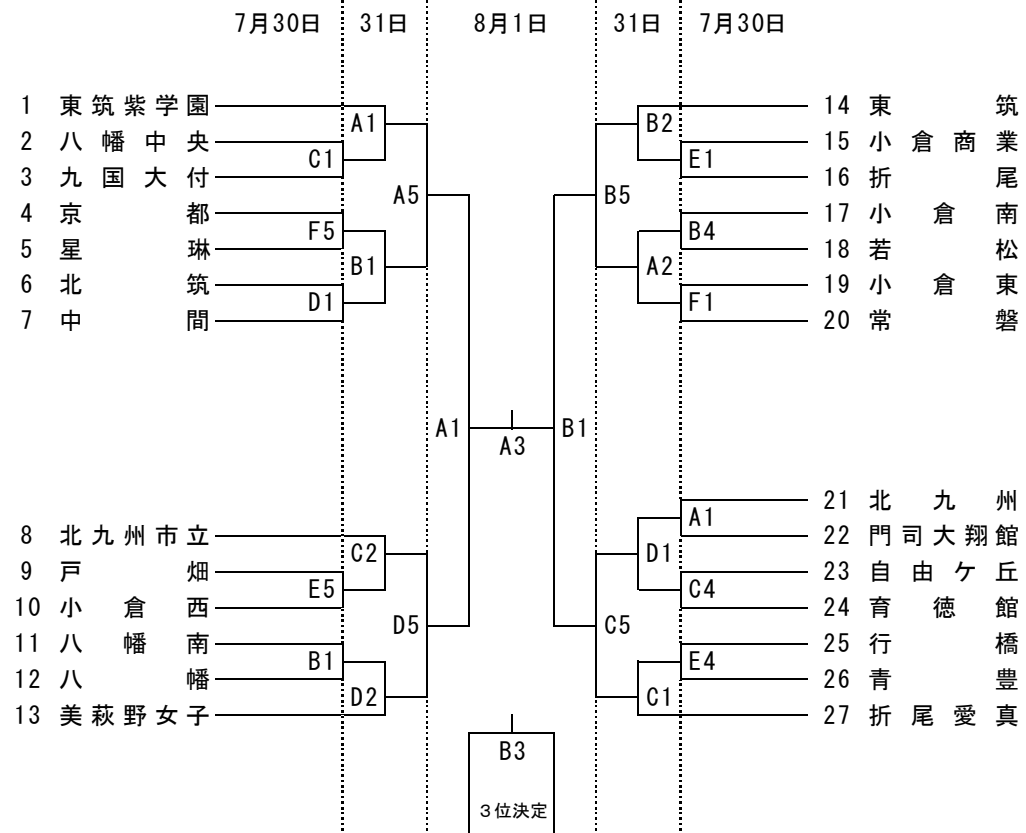 7月30日 31日 8月1日 31日 7月30日
1 東筑紫学園
2 八幡中央
3 九国大付
4 京都
5 星琳
6 北筑
7 中間
A1
C1
A5
F5
B1
D1
14 東筑
15 小倉商業
16 折尾
17 小倉南
18 若松
19 小倉東
20 常磐
B2
E1
B5
B4
A2
F1
A1 A3 B1
8 北九州市立
9 戸畑
10 小倉西
11 八幡南
12 八幡
13 美萩野女子
C2
E5
D5
B1
D2
21 北九州
22 門司大翔館
23 自由ケ丘
24 育徳館
25 行橋
26 青豊
27 折尾愛真
A1
D1
C4
C5
E4
C1
B3
3位決定